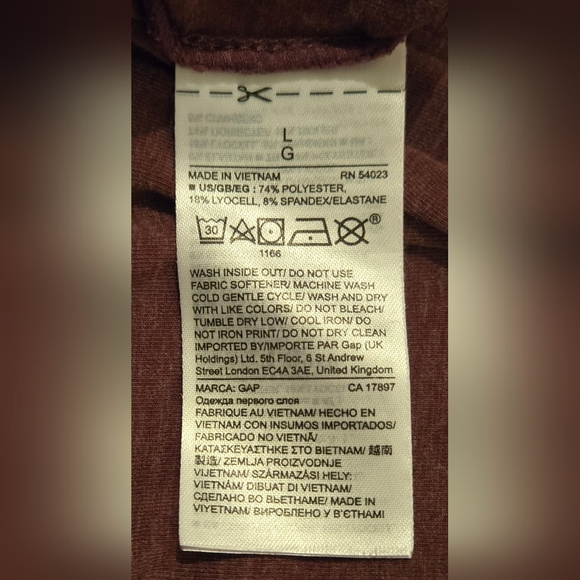 L
G
MADE IN VIETNAM RN 54023
US/GB/EG : 74% POLYESTER,
18% LYOCELL, 8% SPANDEX/ELASTANE
30
®
1166
WASH INSIDE OUT/ DO NOT USE
FABRIC SOFTENER/ MACHINE WASH
COLD GENTLE CYCLE/ WASH AND DRY
WITH LIKE COLORS/ DO NOT BLEACH/
TUMBLE DRY LOW/ COOL IRON/ DO
NOT IRON PRINT/ DO NOT DRY CLEAN
IMPORTED BY/IMPORTE PAR Gap (UK
Holdings) Ltd. 5th Floor, 6 St Andrew
Street London EC4A 3AE, United Kingdom
MARCA: GAP CA 17897
Одежда первого слоя
FABRIQUE AU VIETNAM/ HECHO EN
VIETNAM CON INSUMOS IMPORTADOS/
FABRICADO NO VIETNÃ/
ΚΑΤΑΣΚΕΥΑΣΤΗΚΕ ΣΤΟ ΒΙΕΤΝΑΜ/ 越南
製造/ ZEMLJA PROIZVODNJE
VIJETNAM/ SZÁRMAZÁSI HELY:
VIETNÁM/ DIBUAT DI VIETNAM/
СДЕЛАНО ВО ВЬЕТНАМЕ/ MADE IN
VIYETNAM/ ВИРОБЛЕНО У В'ЄТНАМІ